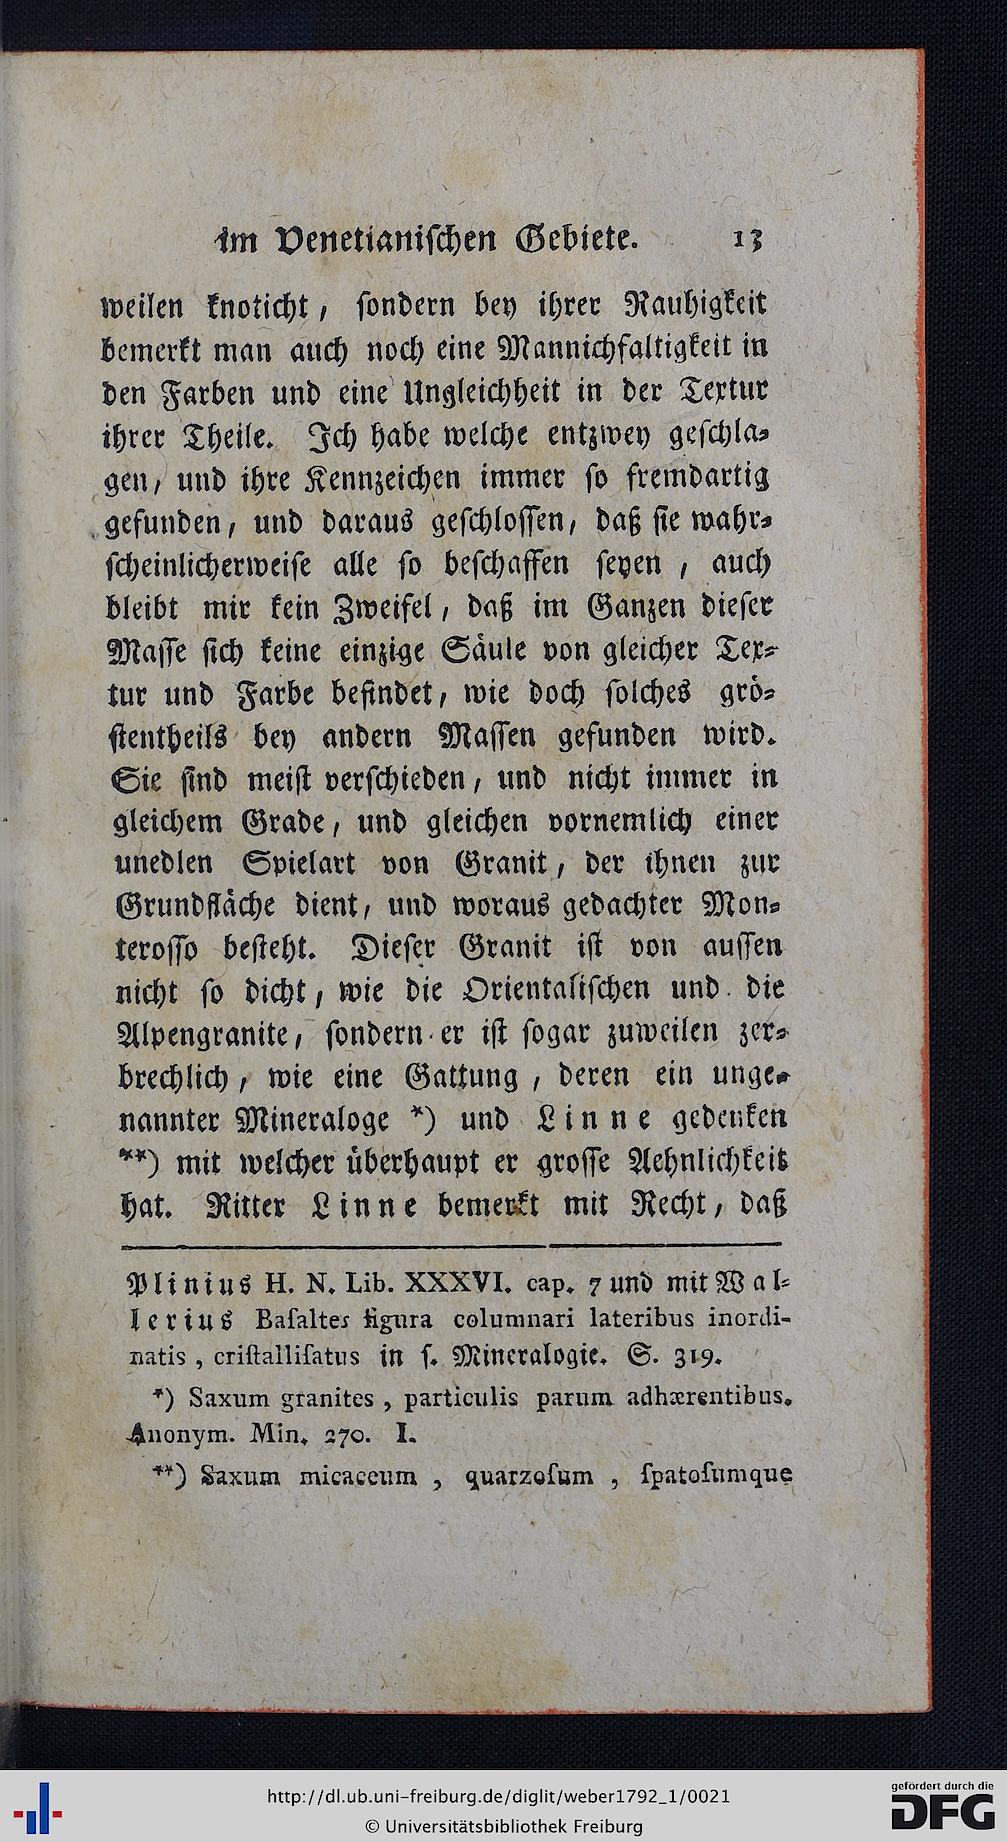 im Venetianischen Gebiete. 13
weilen knoticht, sondern bey ihrer Rauhigkeit
bemerkt man auch noch eine Mannichfaltigkeit in
den Farben und eine Ungleichheit in der Textur
ihrer Theile. Ich habe welche entzwey geschla-
gen, und ihre Kennzeichen immer so fremdartig
gefunden, und daraus geschlossen, daß sie wahr-
scheinlicherweise alle so beschaffen seyen, auch
bleibt mir kein Zweifel, daß im Ganzen dieser
Masse sich keine einzige Säule von gleicher Tex-
tur und Farbe befindet, wie doch solches grö-
stentheils bey andern Massen gefunden wird.
Sie sind meist verschieden, und nicht immer in
gleichem Grade, und gleichen vornemlich einer
unedlen Spielart von Granit, der ihnen zur
Grundfläche dient, und woraus gedachter Mon-
terosso besteht. Dieser Granit ist von aussen
nicht so dicht, wie die Orientalischen und die
Alpengranite, sondern er ist sogar zuweilen zer-
brechlich, wie eine Gattung, deren ein unge-
nannter Mineraloge *) und Linne gedenken
**) mit welcher überhaupt er grosse Aehnlichkeit
hat. Ritter Linne bemerkt mit Recht, daß
Plinius H. N. Lib. XXXVI. cap. 7 und mit Wal-
lerius Basaltes figura columnari lateribus inordi-
natis, cristallisatus in s. Mineralogie. S. 319.
*) Saxum granites, particulis parum adhærentibus.
Anonym. Min. 270. I.
**) Saxum micaceum, quarzosum, spatosumque
http://dl.ub.uni-freiburg.de/diglit/weber1792_1/0021
© Universitätsbibliothek Freiburg
gefördert durch die
DFG